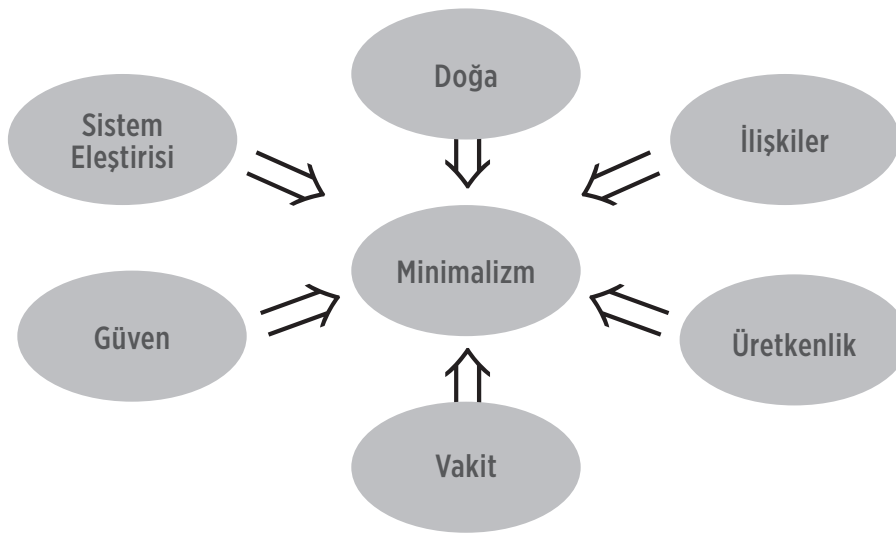 Doğa
Sistem
Eleştirisi
İlişkiler
Minimalizm
Güven
Üretkenlik
Vakit